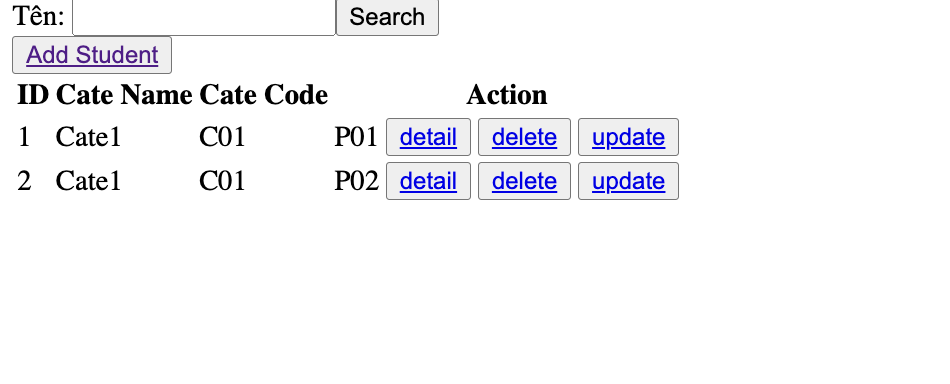 Tên: Search
Add Student
ID Cate Name Cate Code Action
1 Cate1 C01 P01 detail delete update
2 Cate1 C01 P02 detail delete update